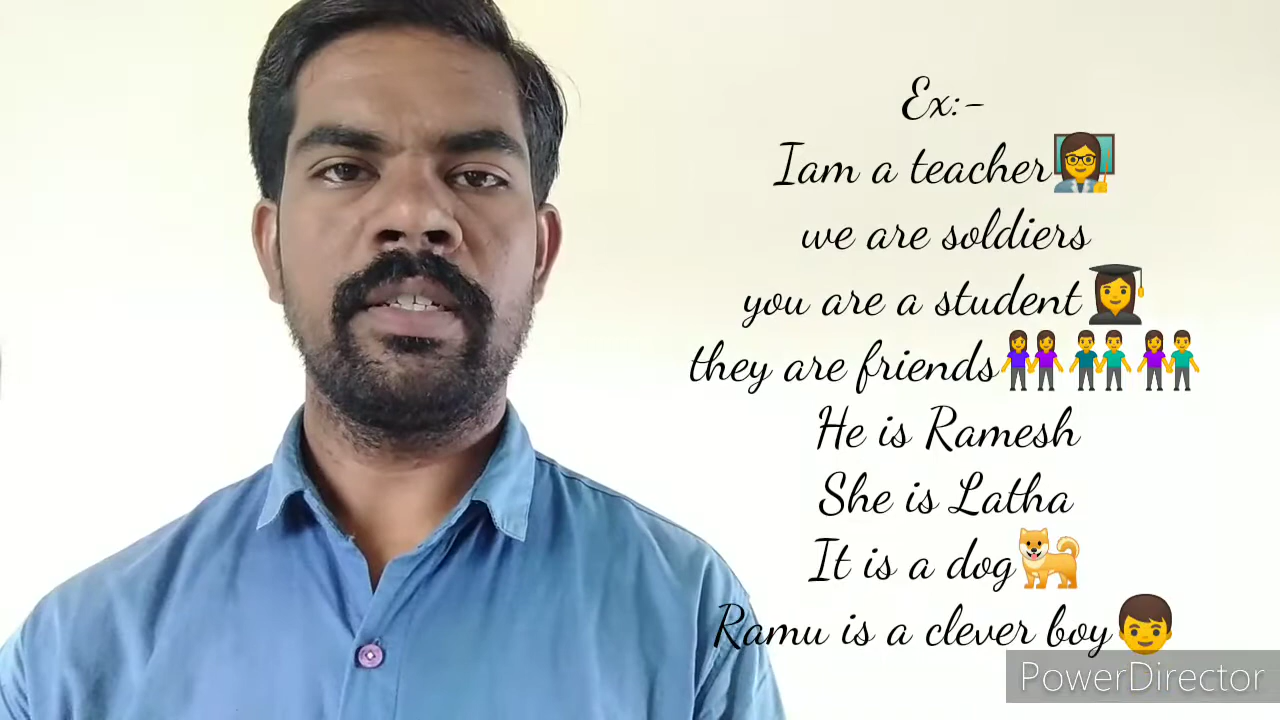 Ex:-
Iam a teacher👩‍🏫
we are soldiers
you are a student👩‍🎓
they are friends👭👬👫
He is Ramesh
She is Latha
It is a dog🐕
Ramu is a clever boy👦
PowerDirector